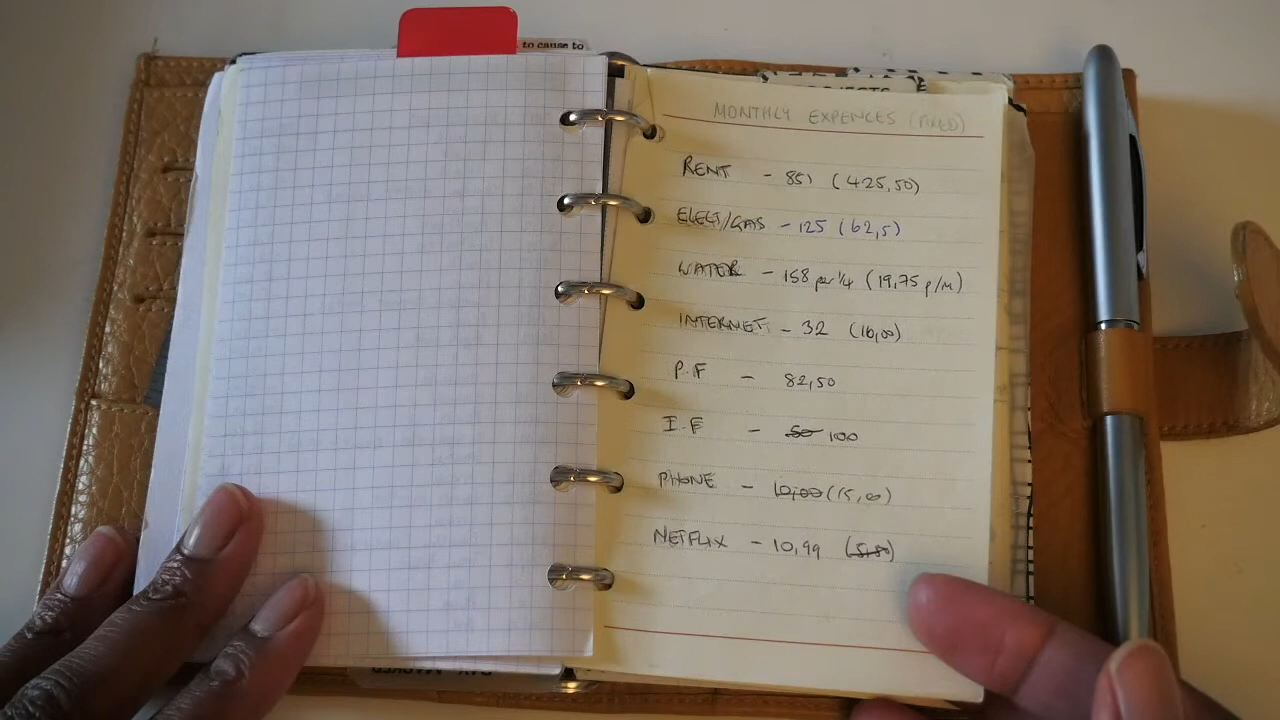 to cause to
MONTHLY EXPENCES (FIXED)
RENT - 851 (425,50)
ELECT/GAS - 125 (62,5)
WATER - 158 per 1/4 (19,75 p/M)
INTERNET - 32 (16,00)
P.F - 82,50
I.F - 50 100
PHONE - 10,00 (15,00)
NETFLIX - 10,99